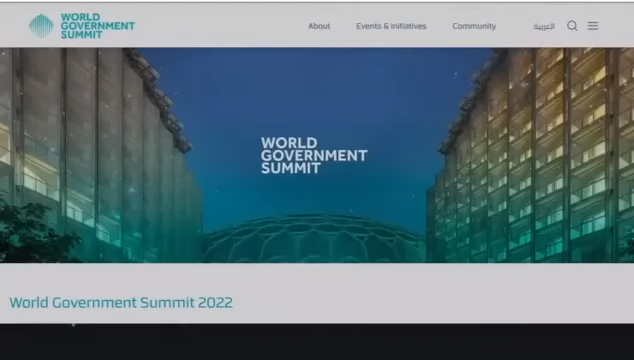 WORLD
GOVERNMENT
SUMMIT
About
Events & Initiatives
Community
العربية
WORLD
GOVERNMENT
SUMMIT
World Government Summit 2022